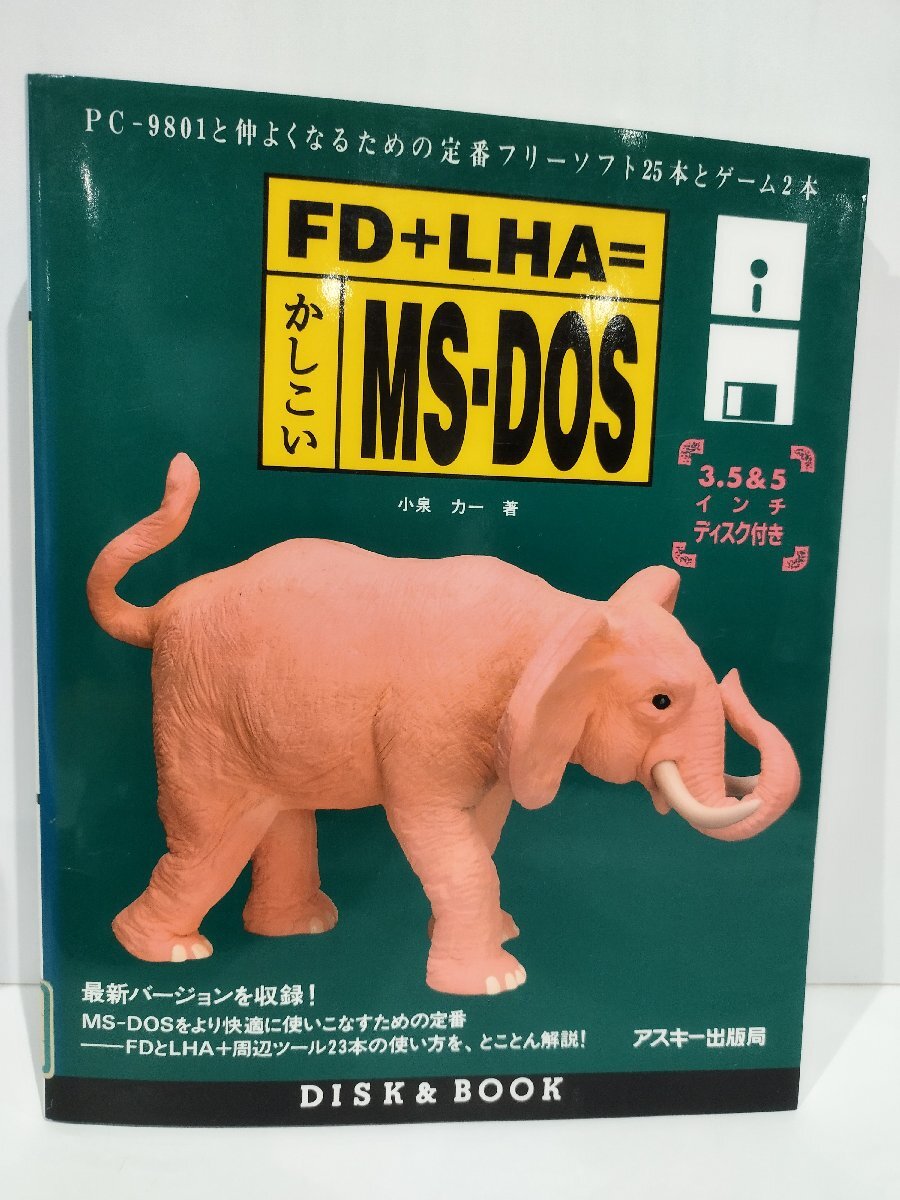 PC-9801と仲よくなるための定番フリーソフト25本とゲーム2本
FD+LHA=
かしこい
MS-DOS
小泉 力一 著
3.5&5
インチ
ディスク付き
最新バージョンを収録!
MS-DOSをより快適に使いこなすための定番
——FDとLHA+周辺ツール23本の使い方を、とことん解説!
アスキー出版局
DISK & BOOK